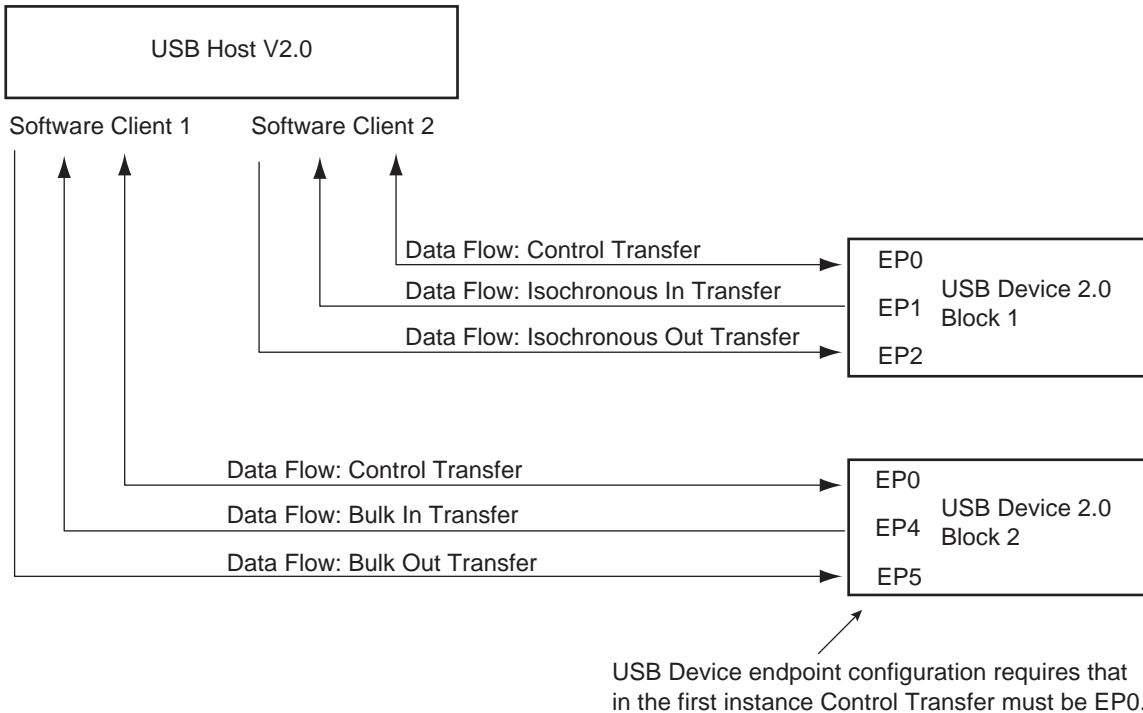 USB Host V2.0
Software Client 1
Software Client 2
Data Flow: Control Transfer
Data Flow: Isochronous In Transfer
Data Flow: Isochronous Out Transfer
EP0
EP1
EP2
USB Device 2.0
Block 1
Data Flow: Control Transfer
Data Flow: Bulk In Transfer
Data Flow: Bulk Out Transfer
EP0
EP4
EP5
USB Device 2.0
Block 2
USB Device endpoint configuration requires that
in the first instance Control Transfer must be EP0.